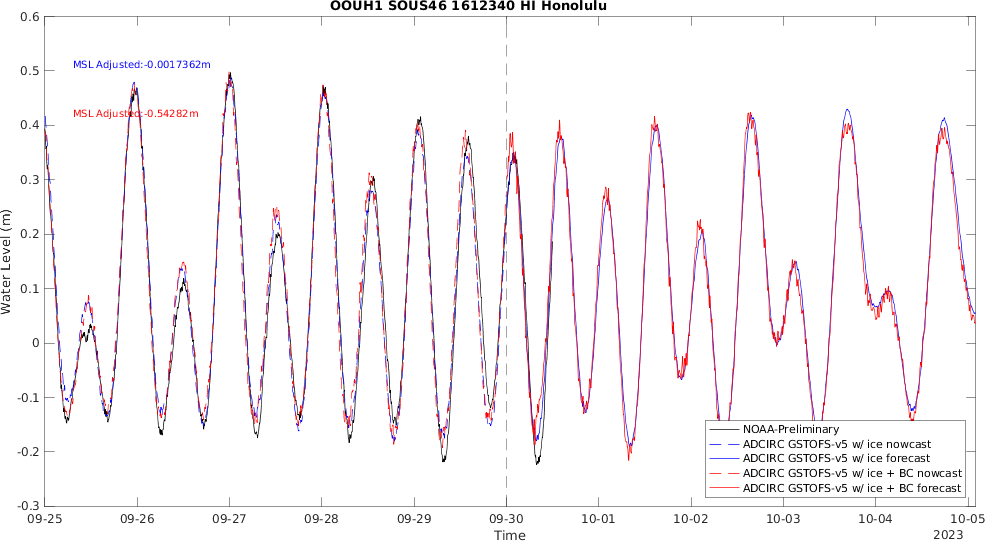 OOUH1 SOUS46 1612340 HI Honolulu
MSL Adjusted:-0.0017362m
MSL Adjusted:-0.54282m
Water Level (m)
0.6
0.5
0.4
0.3
0.2
0.1
0
-0.1
-0.2
-0.3
NOAA-Preliminary
ADCIRC GSTOFS-v5 w/ ice nowcast
ADCIRC GSTOFS-v5 w/ ice forecast
ADCIRC GSTOFS-v5 w/ ice + BC nowcast
ADCIRC GSTOFS-v5 w/ ice + BC forecast
09-25 09-26 09-27 09-28 09-29 09-30 10-01 10-02 10-03 10-04 10-05
Time
2023